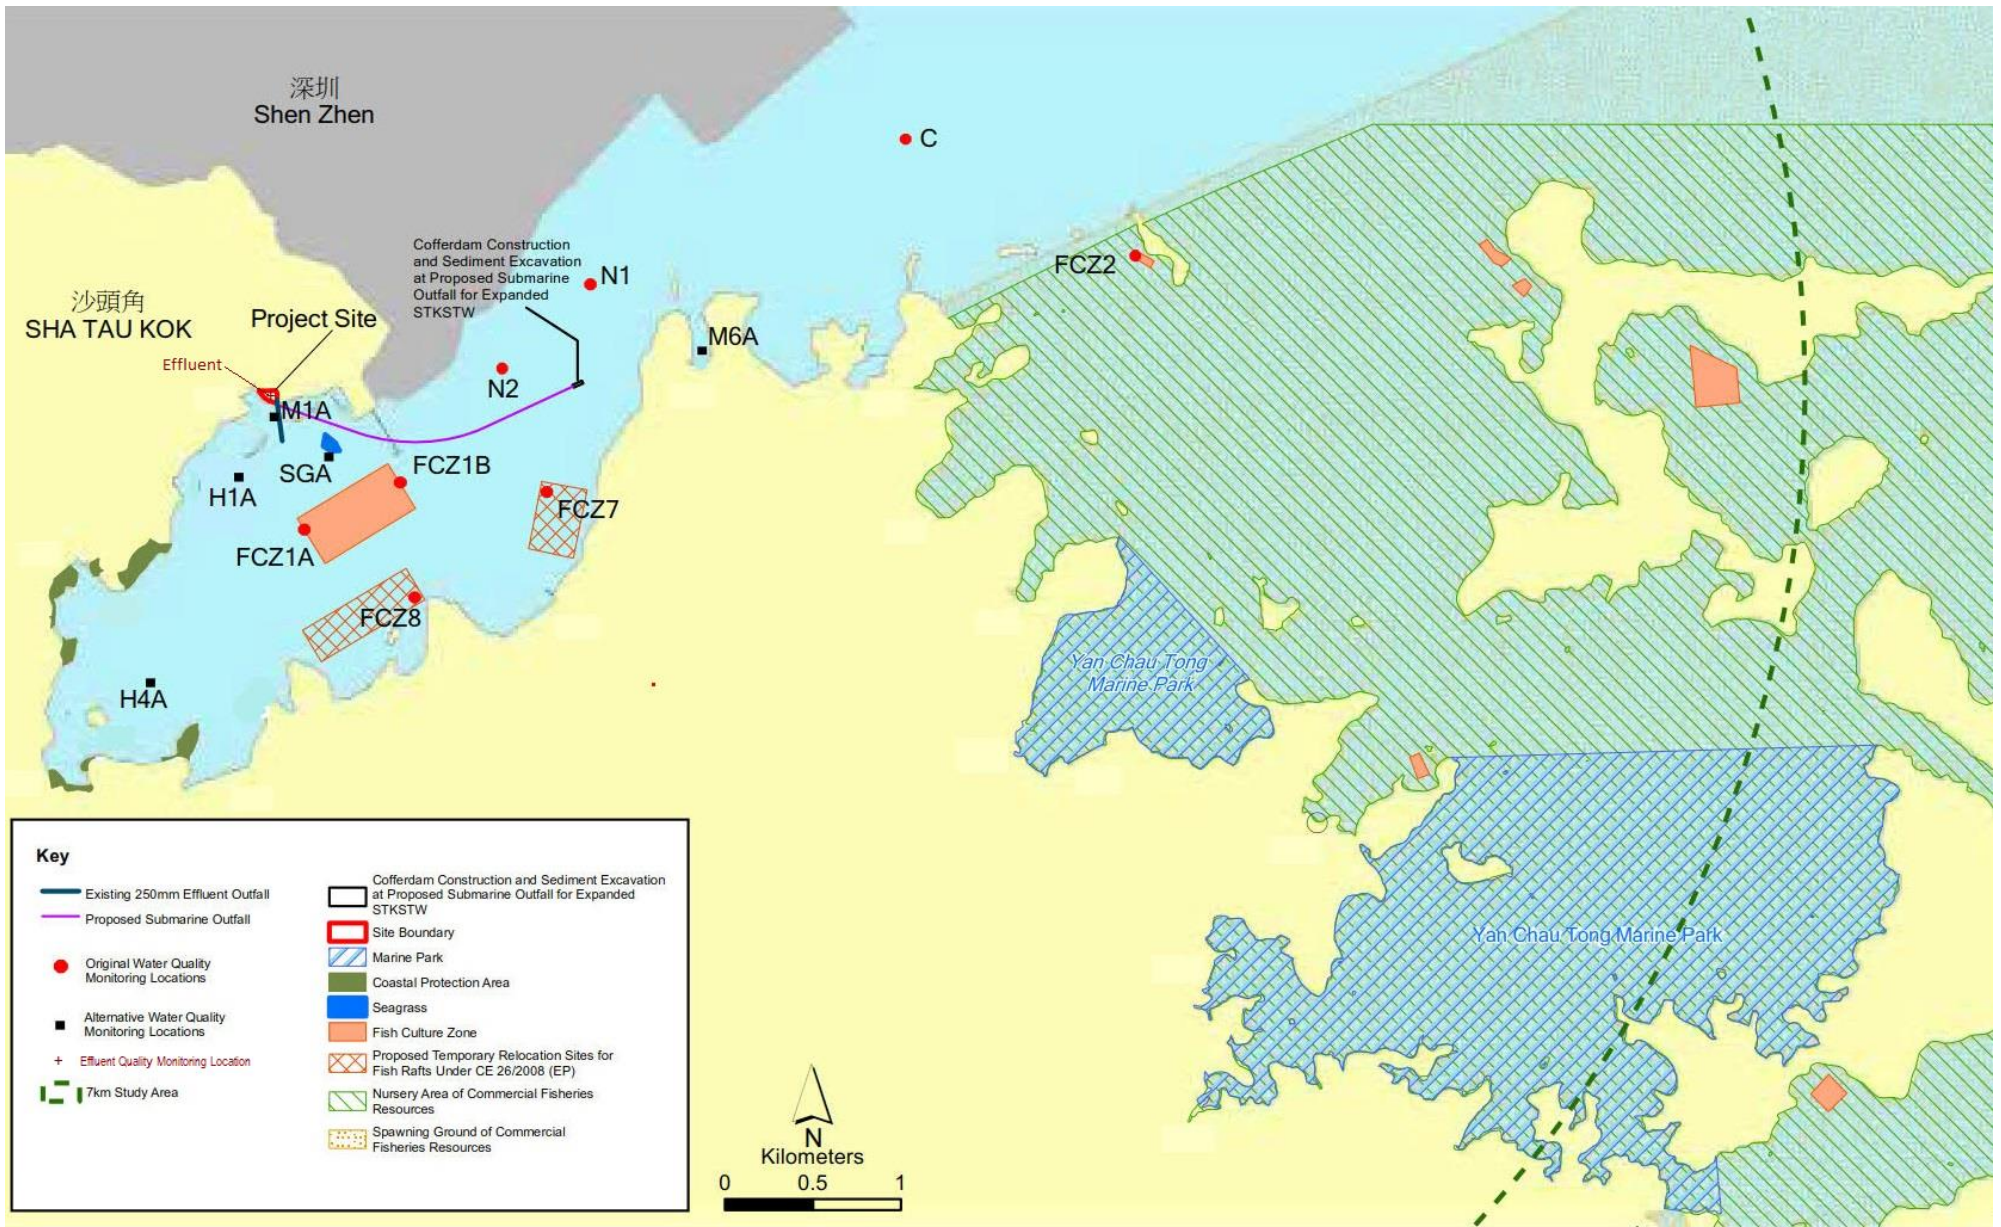 深圳
Shen Zhen
C
Cofferdam Construction
and Sediment Excavation
at Proposed Submarine
Outfall for Expanded
STKSTW
N1
FCZ2
沙頭角
SHA TAU KOK
Project Site
Effluent
M6A
N2
M1A
SGA
FCZ1B
H1A
FCZ7
FCZ1A
FCZ8
H4A
Yan Chau Tong
Marine Park
Yan Chau Tong Marine Park
Key
Existing 250mm Effluent Outfall
Proposed Submarine Outfall
Original Water Quality
Monitoring Locations
Alternative Water Quality
Monitoring Locations
Effluent Quality Monitoring Location
7km Study Area
Cofferdam Construction and Sediment Excavation
at Proposed Submarine Outfall for Expanded
STKSTW
Site Boundary
Marine Park
Coastal Protection Area
Seagrass
Fish Culture Zone
Proposed Temporary Relocation Sites for
Fish Rafts Under CE 26/2008 (EP)
Nursery Area of Commercial Fisheries
Resources
Spawning Ground of Commercial
Fisheries Resources
N
Kilometers
0 0.5 1